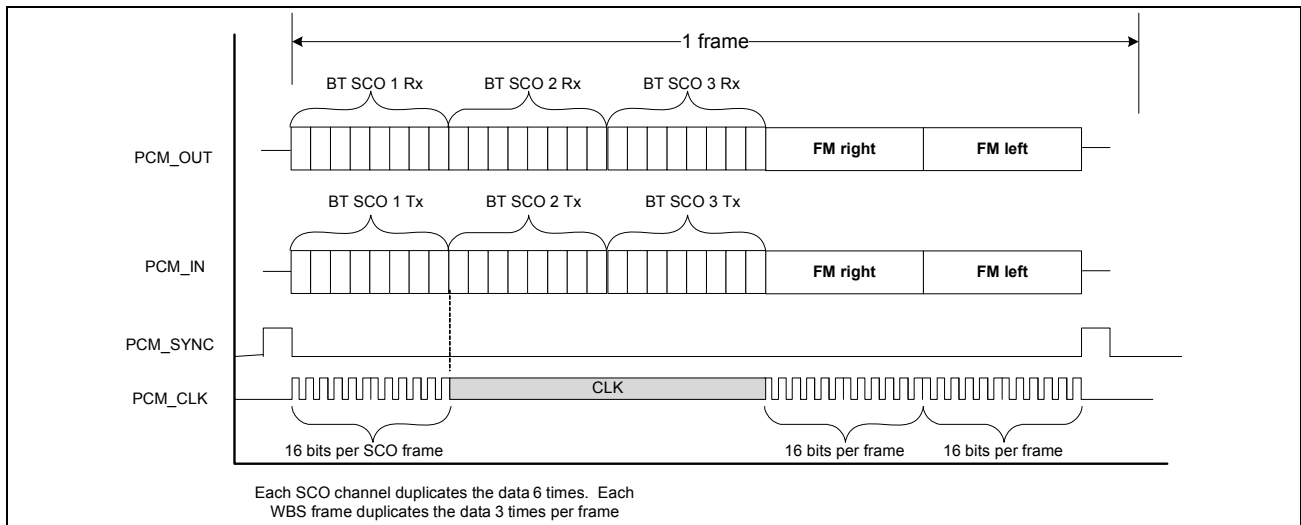 1 frame
BT SCO 1 Rx BT SCO 2 Rx BT SCO 3 Rx
PCM_OUT FM right FM left
BT SCO 1 Tx BT SCO 2 Tx BT SCO 3 Tx
PCM_IN FM right FM left
PCM_SYNC
PCM_CLK CLK
16 bits per SCO frame 16 bits per frame 16 bits per frame
Each SCO channel duplicates the data 6 times. Each
WBS frame duplicates the data 3 times per frame